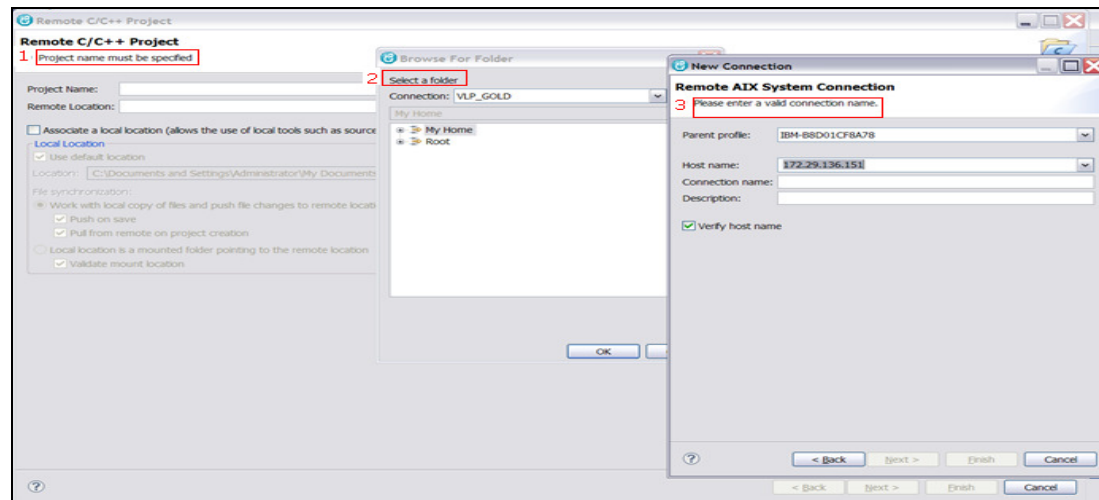 Remote C/C++ Project
Remote C/C++ Project
1 Project name must be specified
Project Name:
Remote Location:
Associate a local location (allows the use of local tools such as source
Local Location
Use default location
Location: C:\Documents and Settings\Administrator\My Documents
File synchronization:
Work with local copy of files and push file changes to remote locati
Push on save
Pull from remote on project creation
Local location is a mounted folder pointing to the remote location
Validate mount location
Browse For Folder
2 Select a folder
Connection: VLP_GOLD
My Home
My Home
Root
OK
New Connection
Remote AIX System Connection
3 Please enter a valid connection name.
Parent profile: IBM-B8D01CF8A78
Host name: 172.29.136.151
Connection name:
Description:
Verify host name
< Back Next > Finish Cancel
< Back Next > Finish Cancel